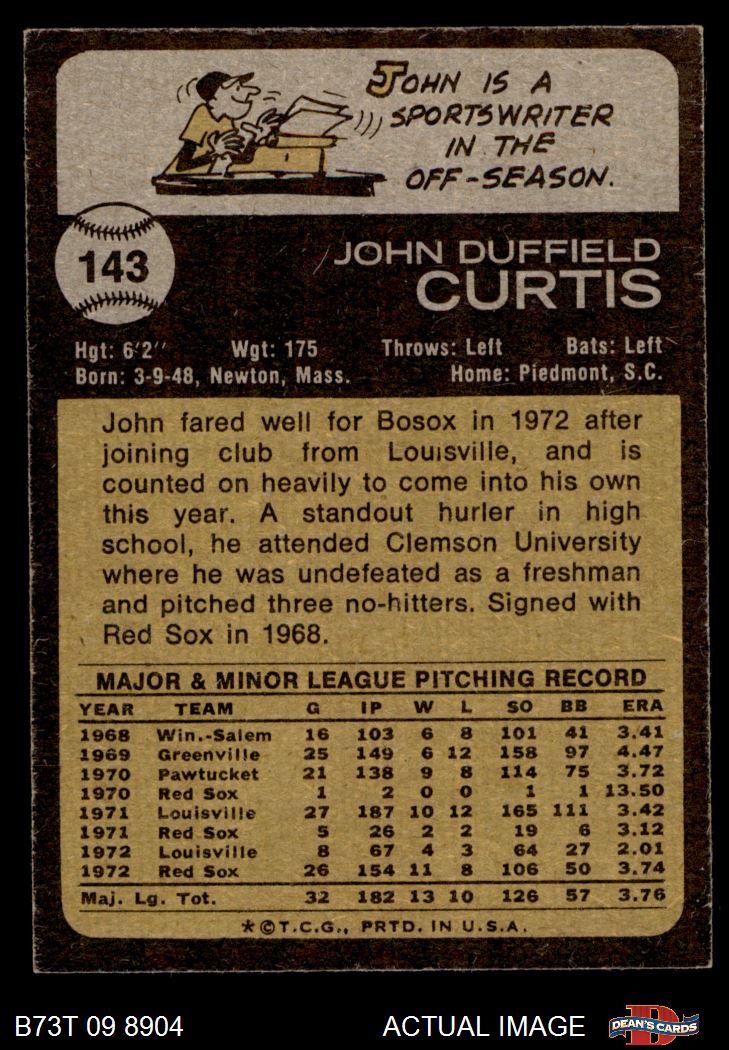 JOHN IS A
SPORTSWRITER
IN THE
OFF-SEASON.
143
JOHN DUFFIELD
CURTIS
Hgt: 6'2'' Wgt: 175 Throws: Left Bats: Left
Born: 3-9-48, Newton, Mass. Home: Piedmont, S.C.
John fared well for Bosox in 1972 after
joining club from Louisville, and is
counted on heavily to come into his own
this year. A standout hurler in high
school, he attended Clemson University
where he was undefeated as a freshman
and pitched three no-hitters. Signed with
Red Sox in 1968.
MAJOR & MINOR LEAGUE PITCHING RECORD
YEAR TEAM G IP W L SO BB ERA
1968 Win.-Salem 16 103 6 8 101 41 3.41
1969 Greenville 25 149 6 12 158 97 4.47
1970 Pawtucket 21 138 9 8 114 75 3.72
1970 Red Sox 1 2 0 0 1 1 13.50
1971 Louisville 27 187 10 12 165 111 3.42
1971 Red Sox 5 26 2 2 19 6 3.12
1972 Louisville 8 67 4 3 64 27 2.01
1972 Red Sox 26 154 11 8 106 50 3.74
Maj. Lg. Tot. 32 182 13 10 126 57 3.76
*©T.C.G., PRTD. IN U.S.A.
B73T 09 8904 ACTUAL IMAGE D DEAN'S CARDS